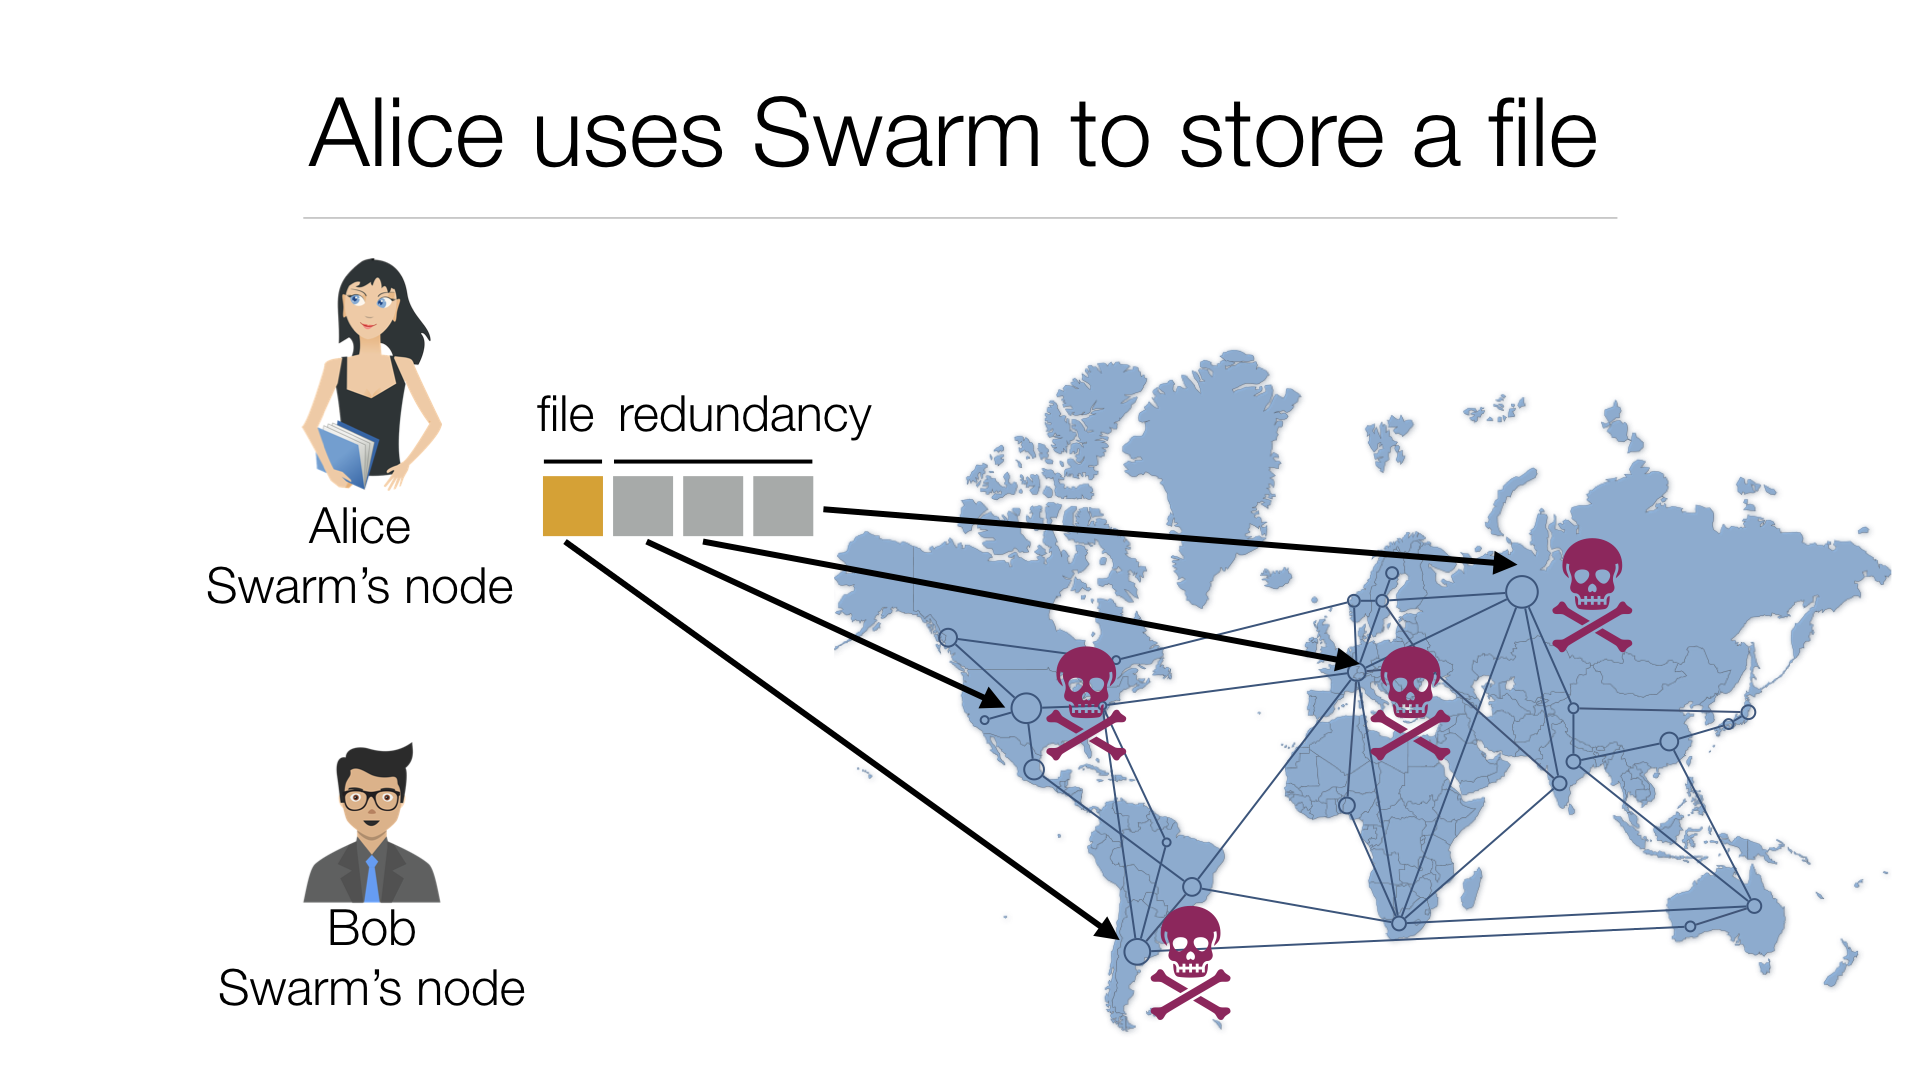 Alice uses Swarm to store a file
file redundancy
Alice
Swarm’s node
Bob
Swarm’s node